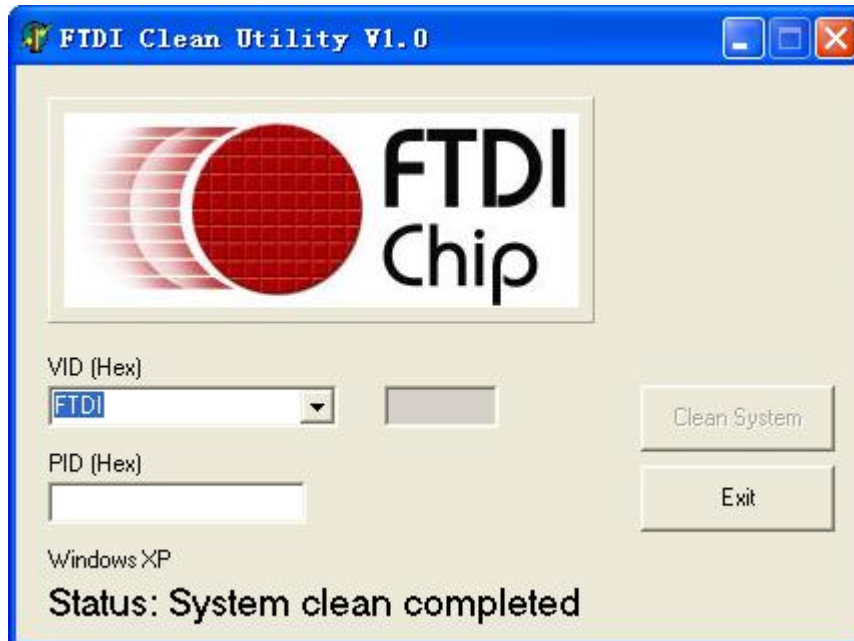 FTDI Clean Utility V1.0
FTDI
Chip
VID (Hex)
FTDI
Clean System
PID (Hex)
Exit
Windows XP
Status: System clean completed